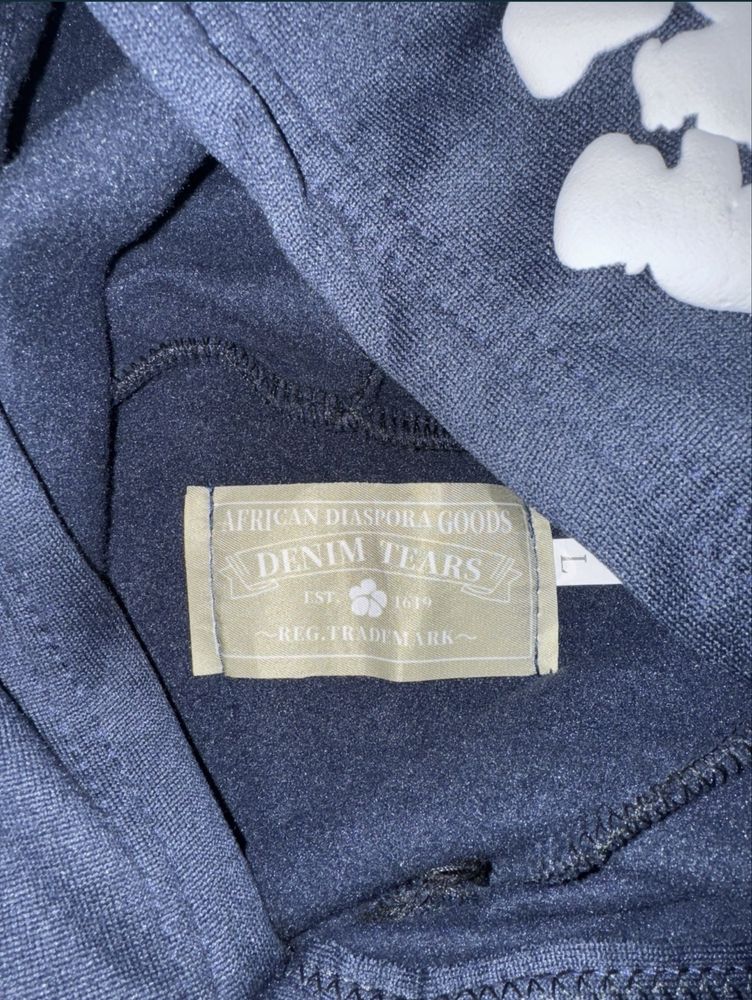 AFRICAN DIASPORA GOODS
DENIM TEARS
EST. 1619
~REG.TRADEMARK~
L